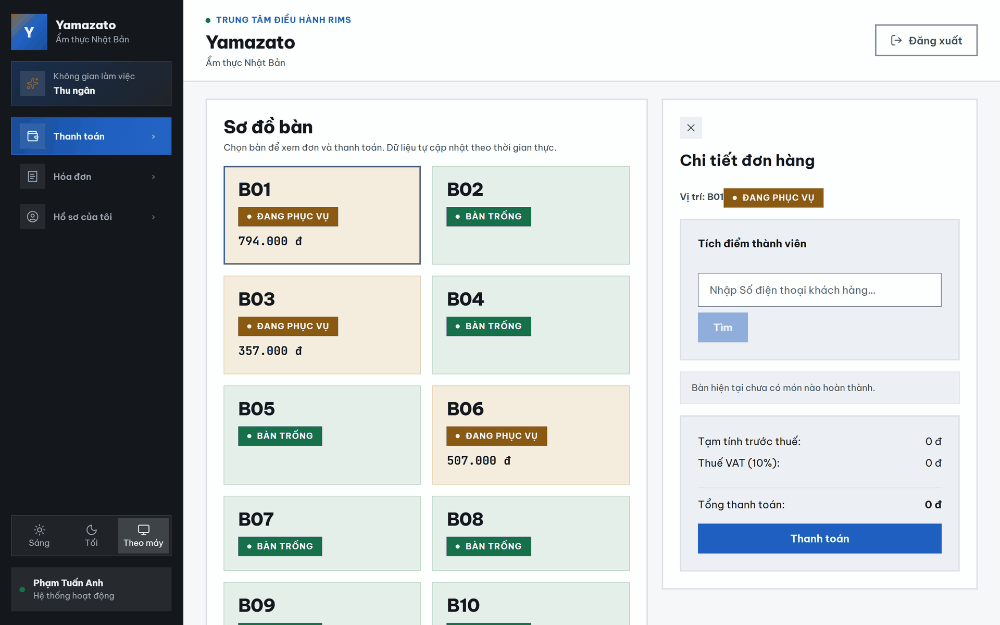 Y
Yamazato
Ẩm thực Nhật Bản
Không gian làm việc
Thu ngân
Thanh toán
Hóa đơn
Hồ sơ của tôi
Sáng
Tối
Theo máy
Phạm Tuấn Anh
Hệ thống hoạt động
TRUNG TÂM ĐIỀU HÀNH RIMS
Yamazato
Ẩm thực Nhật Bản
Đăng xuất
Sơ đồ bàn
Chọn bàn để xem đơn và thanh toán. Dữ liệu tự cập nhật theo thời gian thực.
B01
ĐANG PHỤC VỤ
794.000 đ
B02
BÀN TRỐNG
B03
ĐANG PHỤC VỤ
357.000 đ
B04
BÀN TRỐNG
B05
BÀN TRỐNG
B06
ĐANG PHỤC VỤ
507.000 đ
B07
BÀN TRỐNG
B08
BÀN TRỐNG
B09
B10
Chi tiết đơn hàng
Vị trí: B01 ĐANG PHỤC VỤ
Tích điểm thành viên
Nhập Số điện thoại khách hàng...
Tìm
Bàn hiện tại chưa có món nào hoàn thành.
Tạm tính trước thuế: 0 đ
Thuế VAT (10%): 0 đ
Tổng thanh toán: 0 đ
Thanh toán